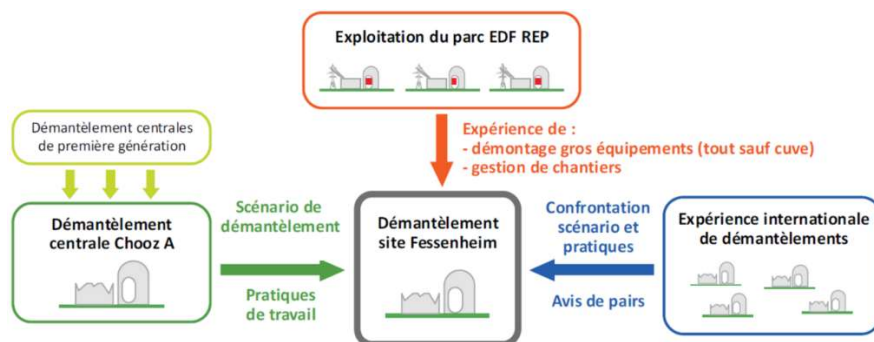 Exploitation du parc EDF REP
Démantèlement centrales
de première génération
Expérience de :
- démontage gros équipements (tout sauf cuve)
- gestion de chantiers
Démantèlement
centrale Chooz A
Scénario de
démantèlement
Pratiques
de travail
Démantèlement
site Fessenheim
Confrontation
scénario et
pratiques
Avis de pairs
Expérience internationale
de démantèlements